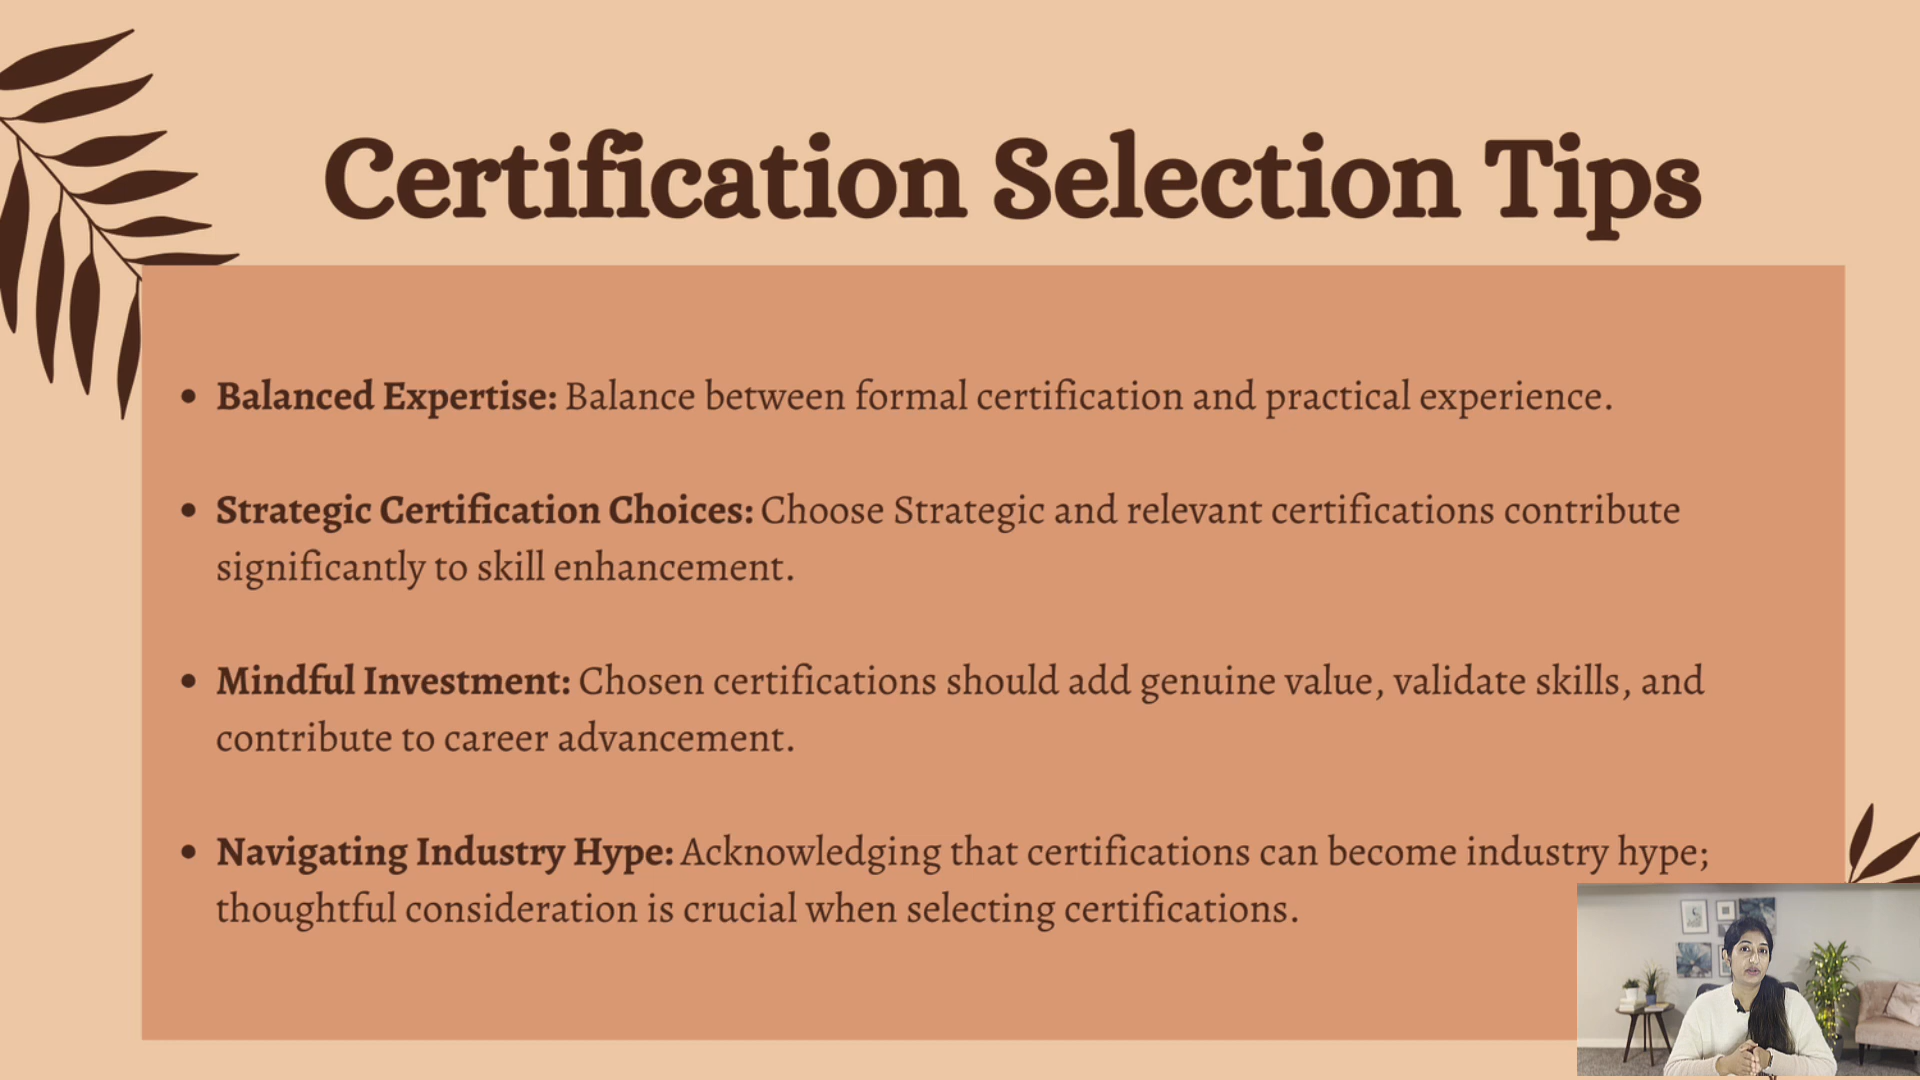 Certification Selection Tips
• Balanced Expertise: Balance between formal certification and practical experience.
• Strategic Certification Choices: Choose Strategic and relevant certifications contribute
significantly to skill enhancement.
• Mindful Investment: Chosen certifications should add genuine value, validate skills, and
contribute to career advancement.
• Navigating Industry Hype: Acknowledging that certifications can become industry hype;
thoughtful consideration is crucial when selecting certifications.